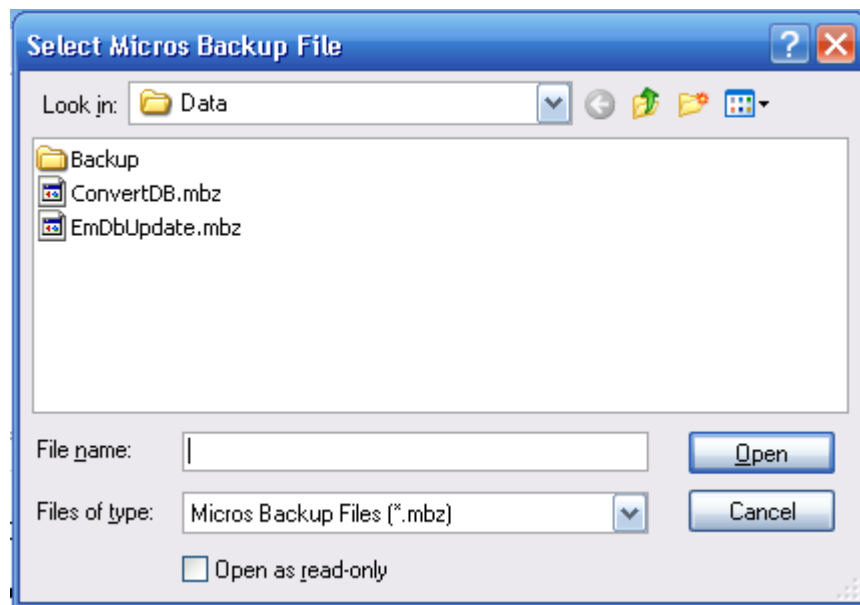 Select Micros Backup File
Look in: Data
Backup
ConvertDB.mbz
EmDbUpdate.mbz
File name:
Open
Files of type: Micros Backup Files (*.mbz)
Cancel
Open as read-only